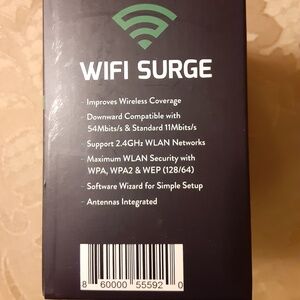 WIFI SURGE
- Improves Wireless Coverage
- Downward Compatible with
54Mbits/s & Standard 11Mbits/s
- Support 2.4GHz WLAN Networks
- Maximum WLAN Security with
WPA, WPA2 & WEP (128/64)
- Software Wizard for Simple Setup
- Antennas Integrated
8 60000 55592 0